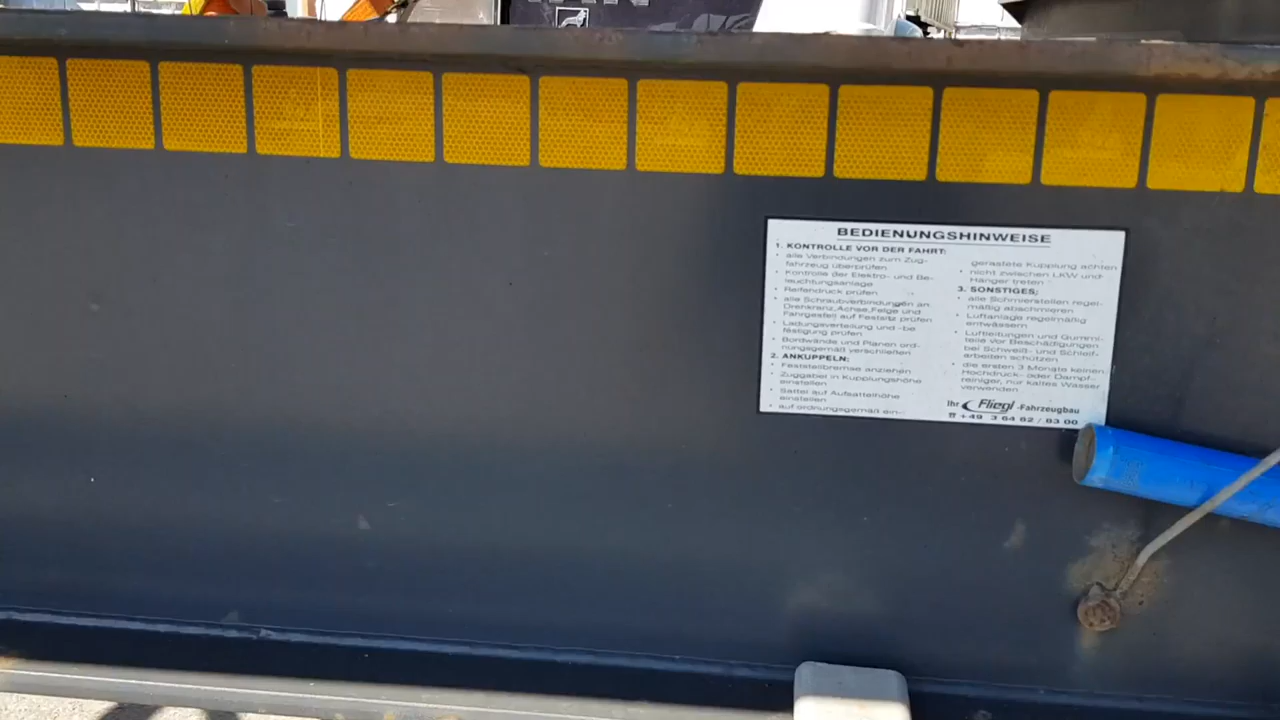 BEDIENUNGSHINWEISE
1. KONTROLLE VOR DER FAHRT:
• alle Verbindungen zum Zug-
fahrzeug überprüfen
• Kontrolle der Elektro- und Be-
leuchtungsanlage
• Reifendruck prüfen
• alle Schraubverbindungen an
Drehkranz, Achse, Felge und
Fahrgestell auf Festsitz prüfen
• Ladungsverteilung und -be
festigung prüfen
• Bordwände und Planen ord-
nungsgemäß verschließen
2. ANKUPPELN:
• Feststellbremse anziehen
• Zuggabel in Kupplungshöhe
einstellen
• Sattel auf Aufsattelhöhe
einstellen
• auf ordnungsgemäß ein-
gerastete Kupplung achten
• nicht zwischen LKW und
Hänger treten
3. SONSTIGES:
• alle Schmierstellen regel-
mäßig abschmieren
• Luftanlage regelmäßig
entwässern
• Luftleitungen und Gummi-
teile vor Beschädigungen
bei Schweiß- und Schleif-
arbeiten schützen
• die ersten 3 Monate keinen
Hochdruck- oder Dampf-
reiniger, nur kaltes Wasser
verwenden
Ihr Fliegl-Fahrzeugbau
☎ +49 3 64 82 / 83 00